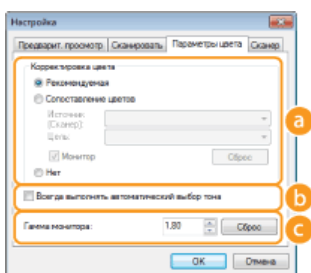 Настройка
Предварит. просмотр Сканировать Параметры цвета Сканер
Корректировка цвета
Рекомендуемая
Сопоставление цветов
Источник
(Сканер):
Цель:
Монитор Сброс
Нет
a
Всегда выполнять автоматический выбор тона
b
Гамма монитора: 1,80 Сброс
c
OK Отмена